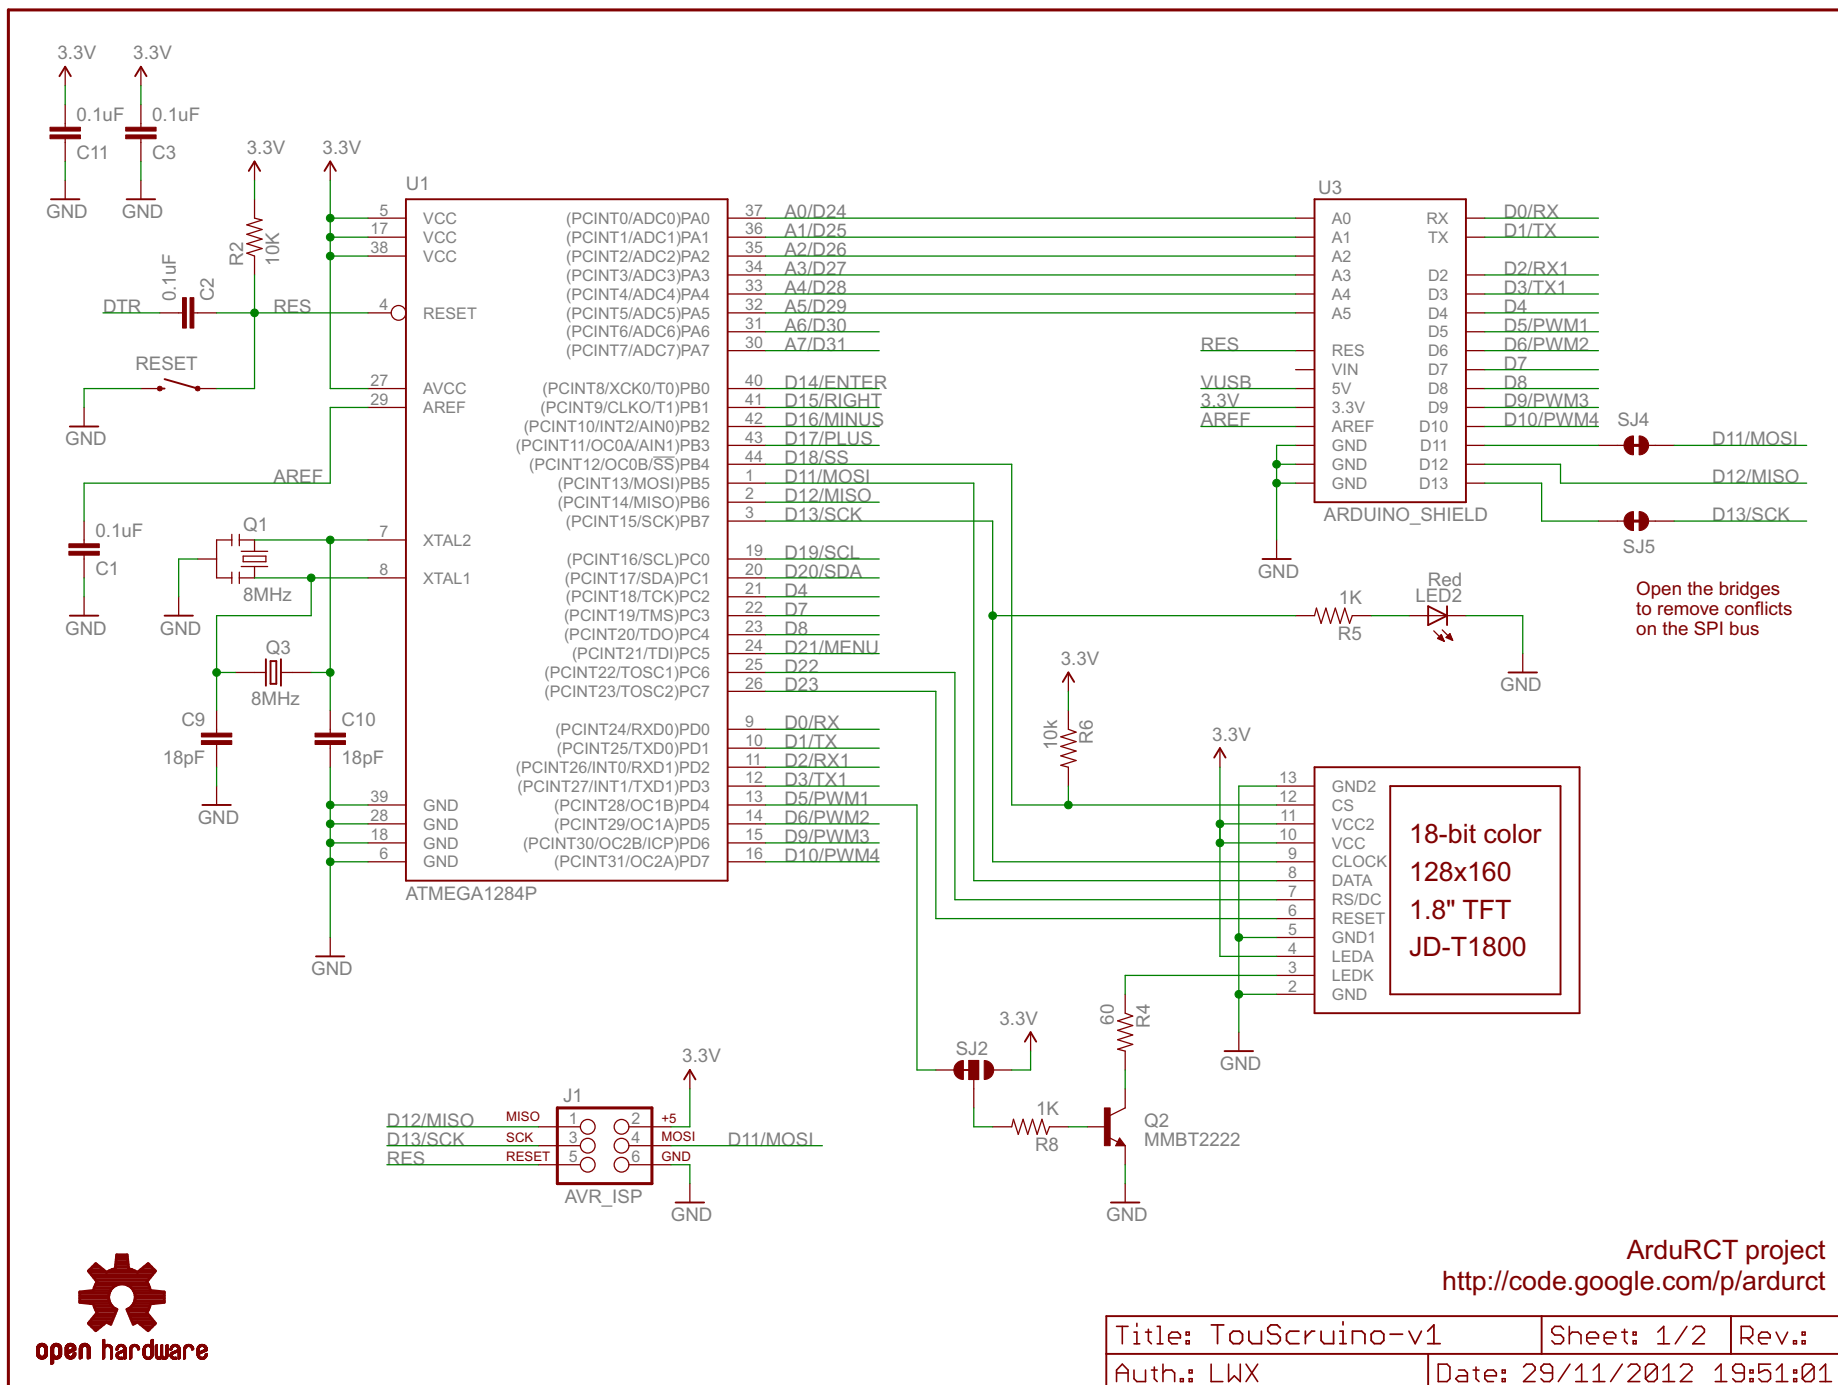 3.3V
0.1uF
C11
GND
3.3V
0.1uF
C3
GND
3.3V
R2
10K
3.3V
DTR
0.1uF
C2
RES
RESET
GND
AREF
0.1uF
C1
GND
Q1
8MHz
GND
Q3
8MHz
C9
18pF
GND
C10
18pF
GND
U1
5 VCC
17 VCC
38 VCC
4 RESET
27 AVCC
29 AREF
7 XTAL2
8 XTAL1
39 GND
28 GND
18 GND
6 GND
(PCINT0/ADC0)PA0 37 A0/D24
(PCINT1/ADC1)PA1 36 A1/D25
(PCINT2/ADC2)PA2 35 A2/D26
(PCINT3/ADC3)PA3 34 A3/D27
(PCINT4/ADC4)PA4 33 A4/D28
(PCINT5/ADC5)PA5 32 A5/D29
(PCINT6/ADC6)PA6 31 A6/D30
(PCINT7/ADC7)PA7 30 A7/D31
(PCINT8/XCK0/T0)PB0 40 D14/ENTER
(PCINT9/CLKO/T1)PB1 41 D15/RIGHT
(PCINT10/INT2/AIN0)PB2 42 D16/MINUS
(PCINT11/OC0A/AIN1)PB3 43 D17/PLUS
(PCINT12/OC0B/SS)PB4 44 D18/SS
(PCINT13/MOSI)PB5 1 D11/MOSI
(PCINT14/MISO)PB6 2 D12/MISO
(PCINT15/SCK)PB7 3 D13/SCK
(PCINT16/SCL)PC0 19 D19/SCL
(PCINT17/SDA)PC1 20 D20/SDA
(PCINT18/TCK)PC2 21 D4
(PCINT19/TMS)PC3 22 D7
(PCINT20/TDO)PC4 23 D8
(PCINT21/TDI)PC5 24 D21/MENU
(PCINT22/TOSC1)PC6 25 D22
(PCINT23/TOSC2)PC7 26 D23
(PCINT24/RXD0)PD0 9 D0/RX
(PCINT25/TXD0)PD1 10 D1/TX
(PCINT26/INT0/RXD1)PD2 11 D2/RX1
(PCINT27/INT1/TXD1)PD3 12 D3/TX1
(PCINT28/OC1B)PD4 13 D5/PWM1
(PCINT29/OC1A)PD5 14 D6/PWM2
(PCINT30/OC2B/ICP)PD6 15 D9/PWM3
(PCINT31/OC2A)PD7 16 D10/PWM4
ATMEGA1284P
U3
A0 RX D0/RX
A1 TX D1/TX
A2
A3 D2 D2/RX1
A4 D3 D3/TX1
A5 D4 D4
D5 D5/PWM1
RES RES D6 D6/PWM2
VIN D7 D7
VUSB 5V D8 D8
3.3V 3.3V D9 D9/PWM3
AREF AREF D10 D10/PWM4
GND D11
GND D12
GND D13
ARDUINO_SHIELD
GND
SJ4
D11/MOSI
D12/MISO
D13/SCK
SJ5
Open the bridges
to remove conflicts
on the SPI bus
1K
R5
Red
LED2
GND
3.3V
10k
R6
3.3V
13 GND2
12 CS
11 VCC2
10 VCC
9 CLOCK
8 DATA
7 RS/DC
6 RESET
5 GND1
4 LEDA
3 LEDK
2 GND
18-bit color
128x160
1.8" TFT
JD-T1800
GND
60
R4
3.3V
SJ2
1K
R8
Q2
MMBT2222
GND
3.3V
J1
D12/MISO MISO 1 2 +5
D13/SCK SCK 3 4 MOSI D11/MOSI
RES RESET 5 6 GND
AVR_ISP
GND
open hardware
ArduRCT project
http://code.google.com/p/ardurct
Title: TouScruino-v1
Sheet: 1/2
Rev.:
Auth.: LWX
Date: 29/11/2012 19:51:01